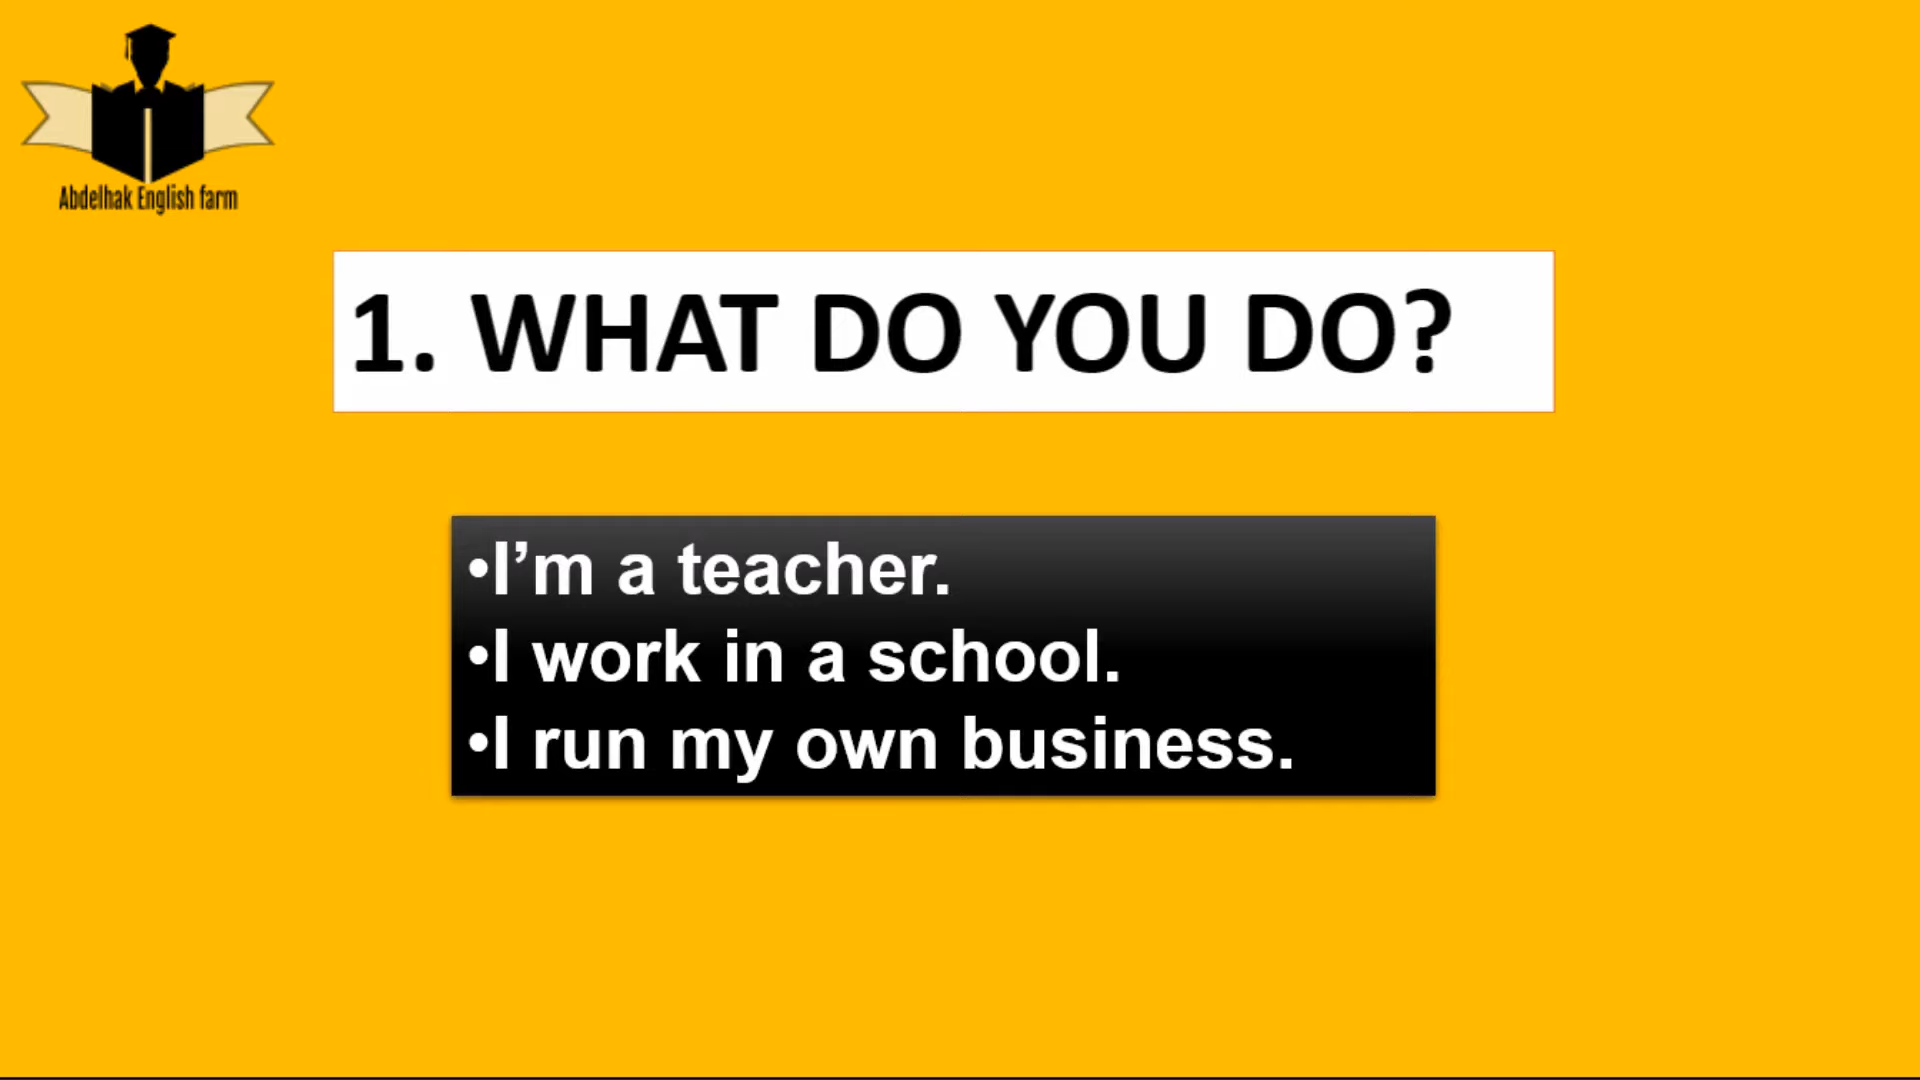 Abdelhak English farm
1. WHAT DO YOU DO?
•I’m a teacher.
•I work in a school.
•I run my own business.